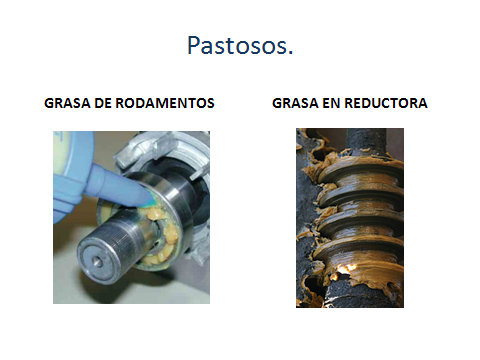 Pastosos.
GRASA DE RODAMENTOS
GRASA EN REDUCTORA